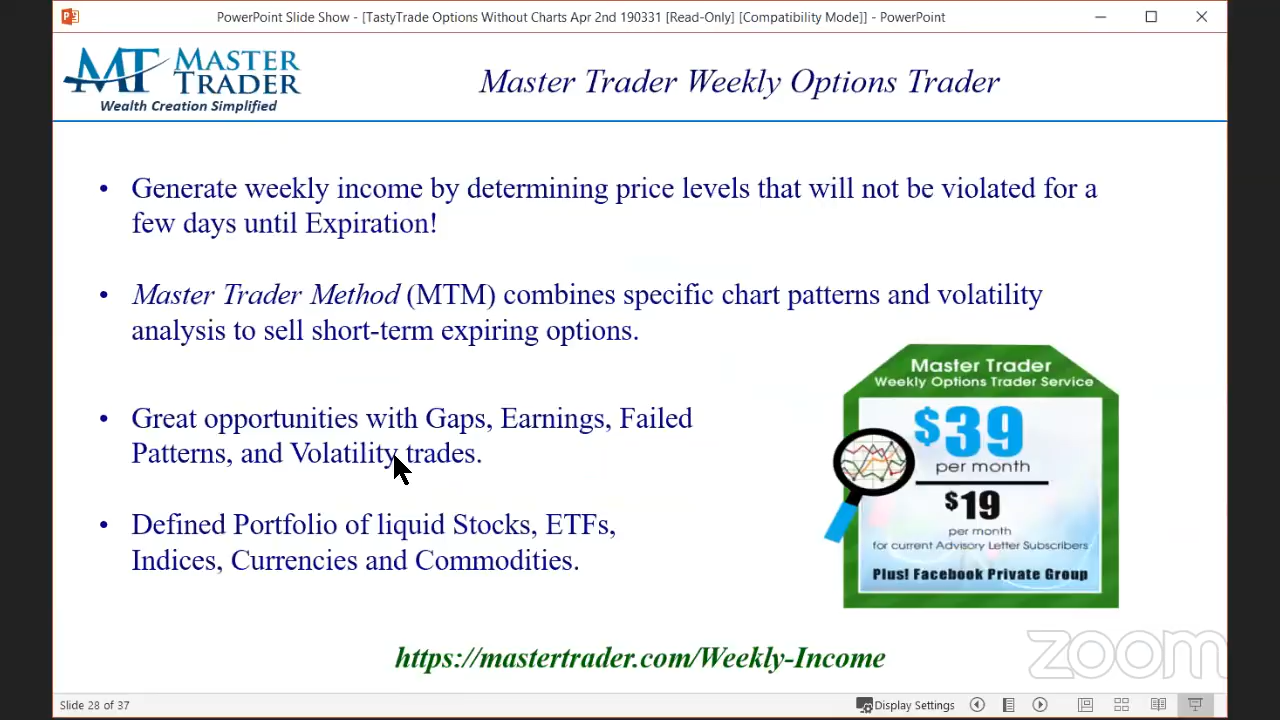 PowerPoint Slide Show - [TastyTrade Options Without Charts Apr 2nd 190331 [Read-Only] [Compatibility Mode]] - PowerPoint
MT MASTER TRADER
Wealth Creation Simplified
Master Trader Weekly Options Trader
• Generate weekly income by determining price levels that will not be violated for a
few days until Expiration!
• Master Trader Method (MTM) combines specific chart patterns and volatility
analysis to sell short-term expiring options.
• Great opportunities with Gaps, Earnings, Failed
Patterns, and Volatility trades.
• Defined Portfolio of liquid Stocks, ETFs,
Indices, Currencies and Commodities.
Master Trader
Weekly Options Trader Service
$39
per month
$19
per month
for current Advisory Letter Subscribers
Plus! Facebook Private Group
https://mastertrader.com/Weekly-Income
zoom
Slide 28 of 37
Display Settings